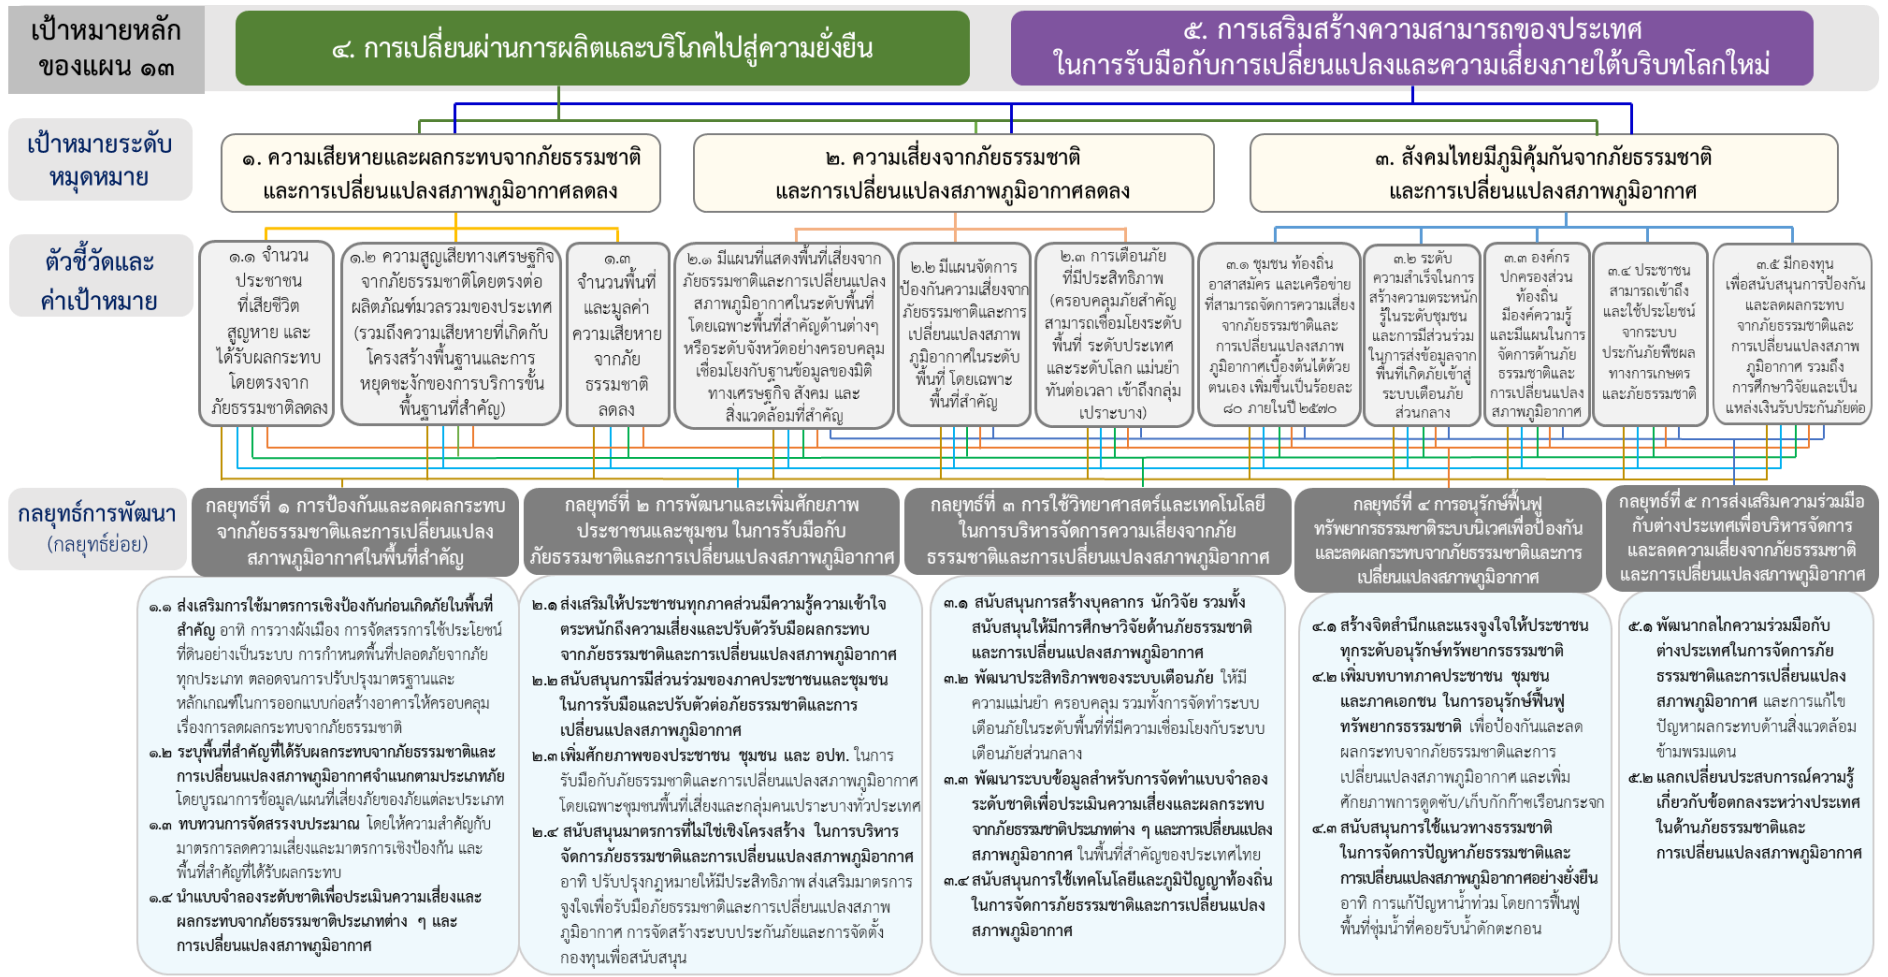 เป้าหมายหลัก
ของแผน ๑๓
๔. การเปลี่ยนผ่านการผลิตและบริโภคไปสู่ความยั่งยืน
๕. การเสริมสร้างความสามารถของประเทศ
ในการรับมือกับการเปลี่ยนแปลงและความเสี่ยงภายใต้บริบทโลกใหม่
เป้าหมายระดับ
หมุดหมาย
๑. ความเสียหายและผลกระทบจากภัยธรรมชาติ
และการเปลี่ยนแปลงสภาพภูมิอากาศลดลง
๒. ความเสี่ยงจากภัยธรรมชาติ
และการเปลี่ยนแปลงสภาพภูมิอากาศลดลง
๓. สังคมไทยมีภูมิคุ้มกันจากภัยธรรมชาติ
และการเปลี่ยนแปลงสภาพภูมิอากาศ
ตัวชี้วัดและ
ค่าเป้าหมาย
๑.๑ จำนวน
ประชาชน
ที่เสียชีวิต
สูญหาย และ
ได้รับผลกระทบ
โดยตรงจาก
ภัยธรรมชาติลดลง
๑.๒ ความสูญเสียทางเศรษฐกิจ
จากภัยธรรมชาติโดยตรงต่อ
ผลิตภัณฑ์มวลรวมของประเทศ
(รวมถึงความเสียหายที่เกิดกับ
โครงสร้างพื้นฐานและการ
หยุดชะงักของการบริการขั้น
พื้นฐานที่สำคัญ)
๑.๓
จำนวนพื้นที่
และมูลค่า
ความเสียหาย
จากภัย
ธรรมชาติ
ลดลง
๒.๑ มีแผนที่แสดงพื้นที่เสี่ยงจาก
ภัยธรรมชาติและการเปลี่ยนแปลง
สภาพภูมิอากาศในระดับพื้นที่
โดยเฉพาะพื้นที่สำคัญด้านต่างๆ
หรือระดับจังหวัดอย่างครอบคลุม
เชื่อมโยงกับฐานข้อมูลของมิติ
ทางเศรษฐกิจ สังคม และ
สิ่งแวดล้อมที่สำคัญ
๒.๒ มีแผนจัดการ
ป้องกันความเสี่ยงจาก
ภัยธรรมชาติและการ
เปลี่ยนแปลงสภาพ
ภูมิอากาศในระดับ
พื้นที่ โดยเฉพาะ
พื้นที่สำคัญ
๒.๓ การเตือนภัย
ที่มีประสิทธิภาพ
(ครอบคลุมภัยสำคัญ
สามารถเชื่อมโยงระดับ
พื้นที่ ระดับประเทศ
และระดับโลก แม่นยำ
ทันต่อเวลา เข้าถึงกลุ่ม
เปราะบาง)
๓.๑ ชุมชน ท้องถิ่น
อาสาสมัคร และเครือข่าย
ที่สามารถจัดการความเสี่ยง
จากภัยธรรมชาติและ
การเปลี่ยนแปลงสภาพ
ภูมิอากาศเบื้องต้นได้ด้วย
ตนเอง เพิ่มขึ้นเป็นร้อยละ
๘๐ ภายในปี ๒๕๗๐
๓.๒ ระดับ
ความสำเร็จในการ
สร้างความตระหนัก
รู้ในระดับชุมชน
และการมีส่วนร่วม
ในการส่งข้อมูลจาก
พื้นที่เกิดภัยเข้าสู่
ระบบเตือนภัย
ส่วนกลาง
๓.๓ องค์กร
ปกครองส่วน
ท้องถิ่น
มีองค์ความรู้
และมีแผนในการ
จัดการด้านภัย
ธรรมชาติและ
การเปลี่ยนแปลง
สภาพภูมิอากาศ
๓.๔ ประชาชน
สามารถเข้าถึง
และใช้ประโยชน์
จากระบบ
ประกันภัยพืชผล
ทางการเกษตร
และภัยธรรมชาติ
๓.๕ มีกองทุน
เพื่อสนับสนุนการป้องกัน
และลดผลกระทบ
จากภัยธรรมชาติและ
การเปลี่ยนแปลงสภาพ
ภูมิอากาศ รวมถึง
การศึกษาวิจัยและเป็น
แหล่งเงินรับประกันภัยต่อ
กลยุทธ์การพัฒนา
(กลยุทธ์ย่อย)
กลยุทธ์ที่ ๑ การป้องกันและลดผลกระทบ
จากภัยธรรมชาติและการเปลี่ยนแปลง
สภาพภูมิอากาศในพื้นที่สำคัญ
กลยุทธ์ที่ ๒ การพัฒนาและเพิ่มศักยภาพ
ประชาชนและชุมชน ในการรับมือกับ
ภัยธรรมชาติและการเปลี่ยนแปลงสภาพภูมิอากาศ
กลยุทธ์ที่ ๓ การใช้วิทยาศาสตร์และเทคโนโลยี
ในการบริหารจัดการความเสี่ยงจากภัย
ธรรมชาติและการเปลี่ยนแปลงสภาพภูมิอากาศ
กลยุทธ์ที่ ๔ การอนุรักษ์ฟื้นฟู
ทรัพยากรธรรมชาติระบบนิเวศเพื่อป้องกัน
และลดผลกระทบจากภัยธรรมชาติและการ
เปลี่ยนแปลงสภาพภูมิอากาศ
กลยุทธ์ที่ ๕ การส่งเสริมความร่วมมือ
กับต่างประเทศเพื่อบริหารจัดการ
และลดความเสี่ยงจากภัยธรรมชาติ
และการเปลี่ยนแปลงสภาพภูมิอากาศ
๑.๑ ส่งเสริมการใช้มาตรการเชิงป้องกันก่อนเกิดภัยในพื้นที่
สำคัญ อาทิ การวางผังเมือง การจัดสรรการใช้ประโยชน์
ที่ดินอย่างเป็นระบบ การกำหนดพื้นที่ปลอดภัยจากภัย
ทุกประเภท ตลอดจนการปรับปรุงมาตรฐานและ
หลักเกณฑ์ในการออกแบบก่อสร้างอาคารให้ครอบคลุม
เรื่องการลดผลกระทบจากภัยธรรมชาติ
๑.๒ ระบุพื้นที่สำคัญที่ได้รับผลกระทบจากภัยธรรมชาติและ
การเปลี่ยนแปลงสภาพภูมิอากาศจำแนกตามประเภทภัย
โดยบูรณาการข้อมูล/แผนที่เสี่ยงภัยของภัยแต่ละประเภท
๑.๓ ทบทวนการจัดสรรงบประมาณ โดยให้ความสำคัญกับ
มาตรการลดความเสี่ยงและมาตรการเชิงป้องกัน และ
พื้นที่สำคัญที่ได้รับผลกระทบ
๑.๔ นำแบบจำลองระดับชาติเพื่อประเมินความเสี่ยงและ
ผลกระทบจากภัยธรรมชาติประเภทต่าง ๆ และ
การเปลี่ยนแปลงสภาพภูมิอากาศ
๒.๑ ส่งเสริมให้ประชาชนทุกภาคส่วนมีความรู้ความเข้าใจ
ตระหนักถึงความเสี่ยงและปรับตัวรับมือผลกระทบ
จากภัยธรรมชาติและการเปลี่ยนแปลงสภาพภูมิอากาศ
๒.๒ สนับสนุนการมีส่วนร่วมของภาคประชาชนและชุมชน
ในการรับมือและปรับตัวต่อภัยธรรมชาติและการ
เปลี่ยนแปลงสภาพภูมิอากาศ
๒.๓ เพิ่มศักยภาพของประชาชน ชุมชน และ อปท. ในการ
รับมือกับภัยธรรมชาติและการเปลี่ยนแปลงสภาพภูมิอากาศ
โดยเฉพาะชุมชนพื้นที่เสี่ยงและกลุ่มคนเปราะบางทั่วประเทศ
๒.๔ สนับสนุนมาตรการที่ไม่ใช่เชิงโครงสร้าง ในการบริหาร
จัดการภัยธรรมชาติและการเปลี่ยนแปลงสภาพภูมิอากาศ
อาทิ ปรับปรุงกฎหมายให้มีประสิทธิภาพ ส่งเสริมมาตรการ
จูงใจเพื่อรับมือภัยธรรมชาติและการเปลี่ยนแปลงสภาพ
ภูมิอากาศ การจัดสร้างระบบประกันภัยและการจัดตั้ง
กองทุนเพื่อสนับสนุน
๓.๑ สนับสนุนการสร้างบุคลากร นักวิจัย รวมทั้ง
สนับสนุนให้มีการศึกษาวิจัยด้านภัยธรรมชาติ
และการเปลี่ยนแปลงสภาพภูมิอากาศ
๓.๒ พัฒนาประสิทธิภาพของระบบเตือนภัย ให้มี
ความแม่นยำ ครอบคลุม รวมทั้งการจัดทำระบบ
เตือนภัยในระดับพื้นที่ที่มีความเชื่อมโยงกับระบบ
เตือนภัยส่วนกลาง
๓.๓ พัฒนาระบบข้อมูลสำหรับการจัดทำแบบจำลอง
ระดับชาติเพื่อประเมินความเสี่ยงและผลกระทบ
จากภัยธรรมชาติประเภทต่าง ๆ และการเปลี่ยนแปลง
สภาพภูมิอากาศ ในพื้นที่สำคัญของประเทศไทย
๓.๔ สนับสนุนการใช้เทคโนโลยีและภูมิปัญญาท้องถิ่น
ในการจัดการภัยธรรมชาติและการเปลี่ยนแปลง
สภาพภูมิอากาศ
๔.๑ สร้างจิตสำนึกและแรงจูงใจให้ประชาชน
ทุกระดับอนุรักษ์ทรัพยากรธรรมชาติ
๔.๒ เพิ่มบทบาทภาคประชาชน ชุมชน
และภาคเอกชน ในการอนุรักษ์ฟื้นฟู
ทรัพยากรธรรมชาติ เพื่อป้องกันและลด
ผลกระทบจากภัยธรรมชาติและการ
เปลี่ยนแปลงสภาพภูมิอากาศ และเพิ่ม
ศักยภาพการดูดซับ/เก็บกักก๊าซเรือนกระจก
๔.๓ สนับสนุนการใช้แนวทางธรรมชาติ
ในการจัดการปัญหาภัยธรรมชาติและ
การเปลี่ยนแปลงสภาพภูมิอากาศอย่างยั่งยืน
อาทิ การแก้ปัญหาน้ำท่วม โดยการฟื้นฟู
พื้นที่ชุ่มน้ำที่คอยรับน้ำดักตะกอน
๕.๑ พัฒนากลไกความร่วมมือกับ
ต่างประเทศในการจัดการภัย
ธรรมชาติและการเปลี่ยนแปลง
สภาพภูมิอากาศ และการแก้ไข
ปัญหาผลกระทบด้านสิ่งแวดล้อม
ข้ามพรมแดน
๕.๒ แลกเปลี่ยนประสบการณ์ความรู้
เกี่ยวกับข้อตกลงระหว่างประเทศ
ในด้านภัยธรรมชาติและ
การเปลี่ยนแปลงสภาพภูมิอากาศ